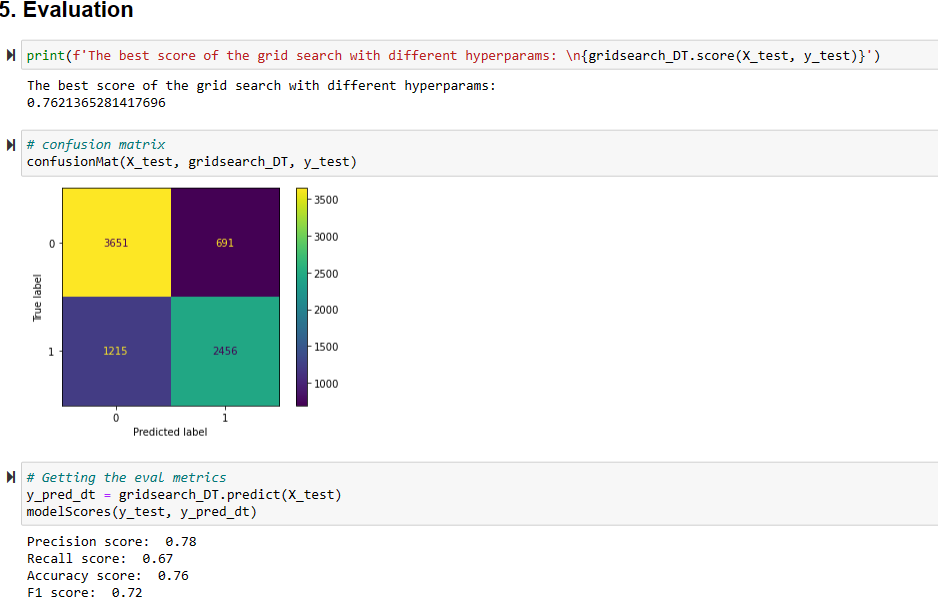 5. Evaluation
print(f'The best score of the grid search with different hyperparams: \n{gridsearch_DT.score(X_test, y_test)}')
The best score of the grid search with different hyperparams:
0.7621365281417696
# confusion matrix
confusionMat(X_test, gridsearch_DT, y_test)
3651 691
1215 2456
0
1
True label
0 1
Predicted label
3500
3000
2500
2000
1500
1000
# Getting the eval metrics
y_pred_dt = gridsearch_DT.predict(X_test)
modelScores(y_test, y_pred_dt)
Precision score:  0.78
Recall score:  0.67
Accuracy score:  0.76
F1 score:  0.72